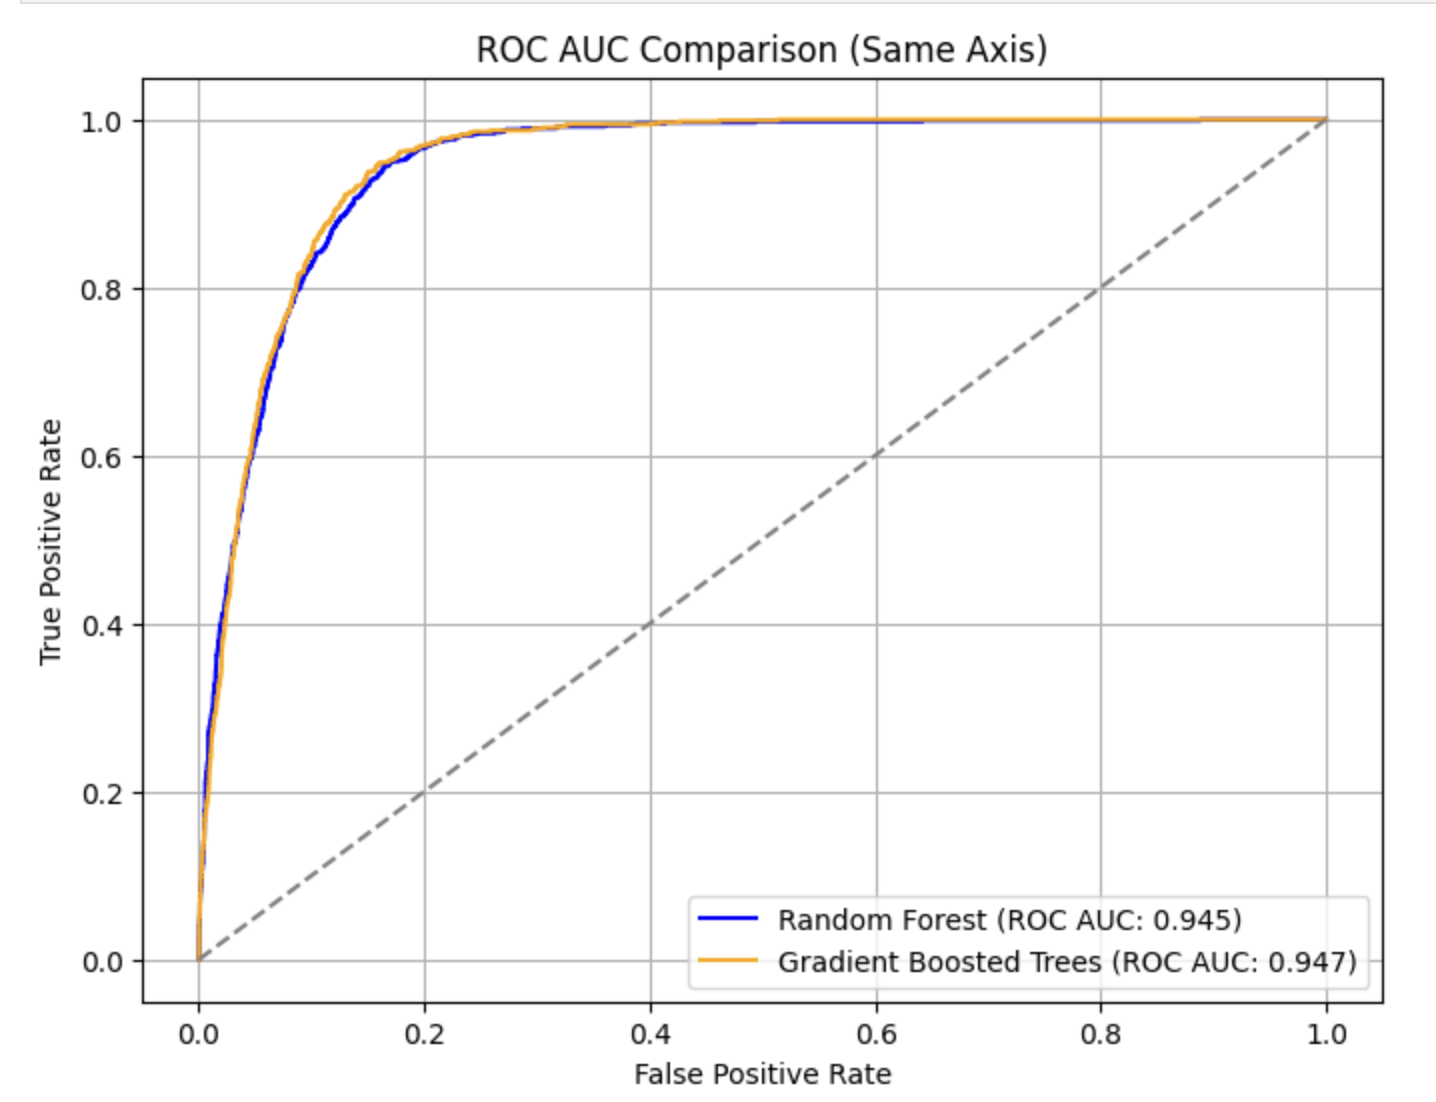 ROC AUC Comparison (Same Axis)
1.0
0.8
0.6
0.4
0.2
0.0
True Positive Rate
Random Forest (ROC AUC: 0.945)
Gradient Boosted Trees (ROC AUC: 0.947)
0.0 0.2 0.4 0.6 0.8 1.0
False Positive Rate